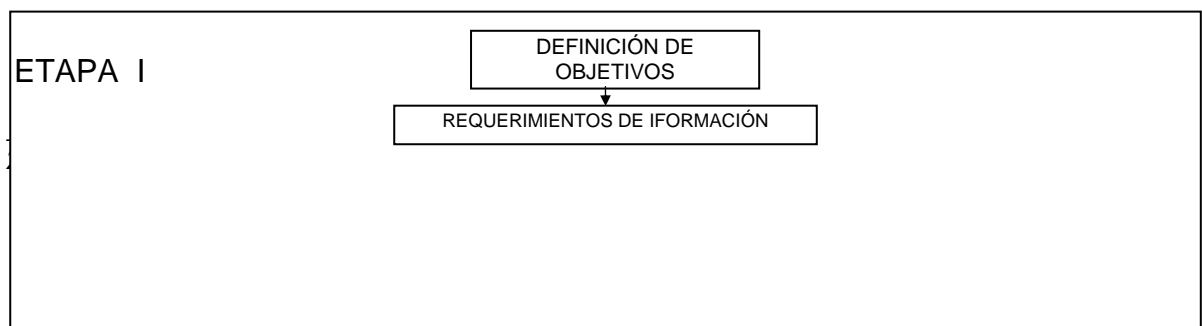 DEFINICIÓN DE
OBJETIVOS
ETAPA I
REQUERIMIENTOS DE IFORMACIÓN